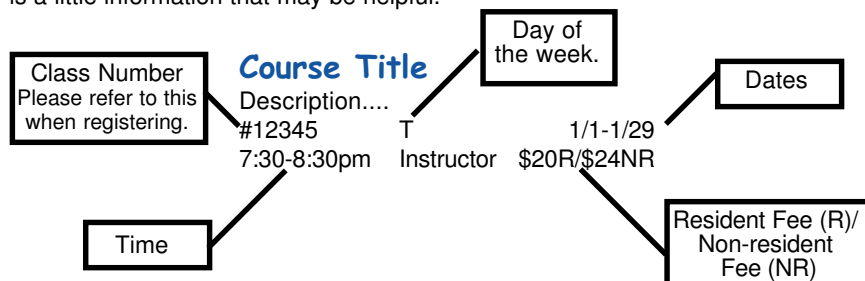 is a little information that may be helpful.
Day of
the week.
Class Number
Please refer to this
when registering.
Course Title
Description....
#12345 T 1/1-1/29
7:30-8:30pm Instructor $20R/$24NR
Dates
Time
Resident Fee (R)/
Non-resident
Fee (NR)